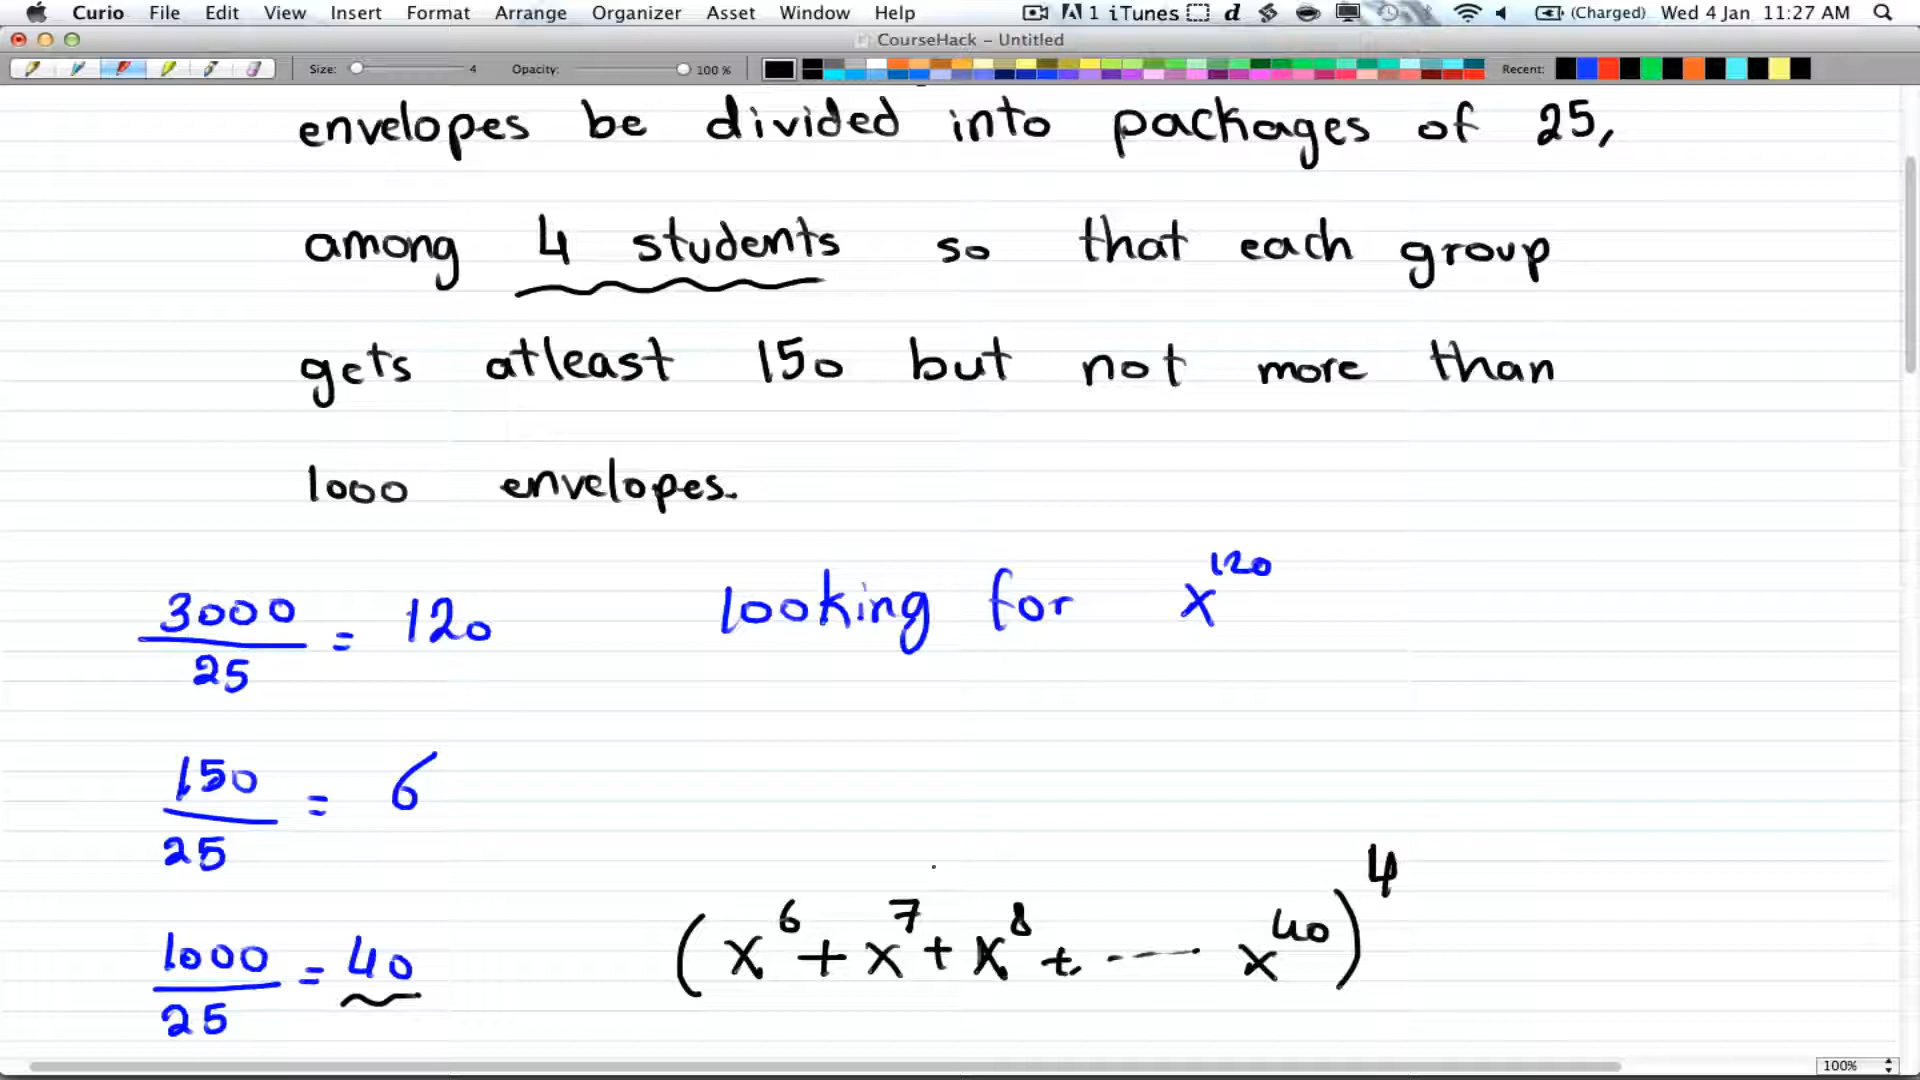 Curio File Edit View Insert Format Arrange Organizer Asset Window Help 1 iTunes d (Charged) Wed 4 Jan 11:27 AM
CourseHack – Untitled
Size: 4 Opacity: 100 % Recent:
envelopes be divided into packages of 25,
among 4 students so that each group
gets atleast 150 but not more than
1000 envelopes.
3000/25 = 120 looking for x^120
150/25 = 6
1000/25 = 40 (x^6 + x^7 + x^8 + ---- x^40)^4
100%